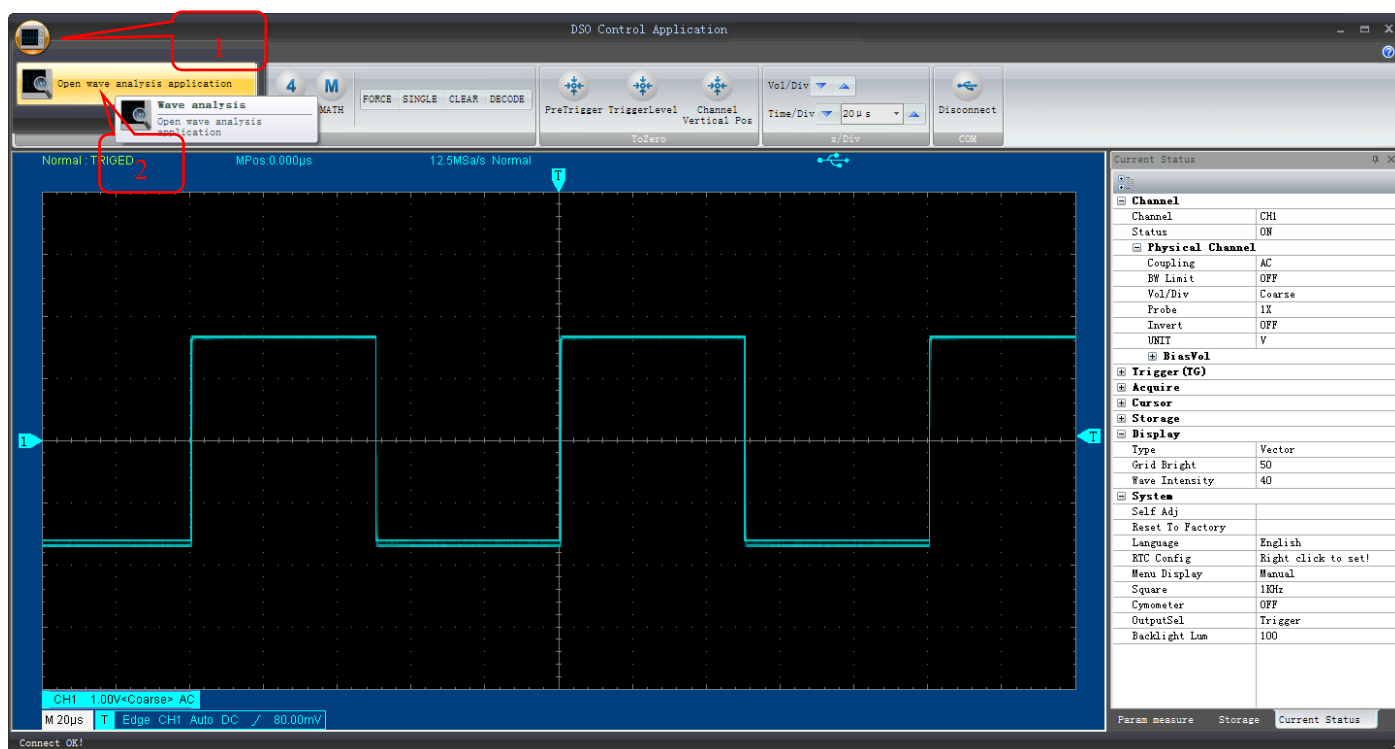 DSO Control Application
1
Open wave analysis application
Wave analysis
Open wave analysis
application
4
M
MATH
FORCE SINGLE CLEAR DECODE
PreTrigger TriggerLevel Channel
Vertical Pos
ToZero
Vol/Div
Time/Div 20μs
x/Div
Disconnect
COM
2
Normal : TRIGED MPos:0.000μs 12.5MSa/s Normal
T
1
T
CH1 1.00V«Coarse» AC
M 20μs T Edge CH1 Auto DC 80.00mV
Current Status
Channel
Channel CH1
Status ON
Physical Channel
Coupling AC
BW Limit OFF
Vol/Div Coarse
Probe 1X
Invert OFF
UNIT V
BiasVol
Trigger(TG)
Acquire
Cursor
Storage
Display
Type Vector
Grid Bright 50
Wave Intensity 40
System
Self Adj
Reset To Factory
Language English
RTC Config Right click to set!
Menu Display Manual
Square 1KHz
Cymometer OFF
OutputSel Trigger
Backlight Lum 100
Param measure Storage Current Status
Connect OK!